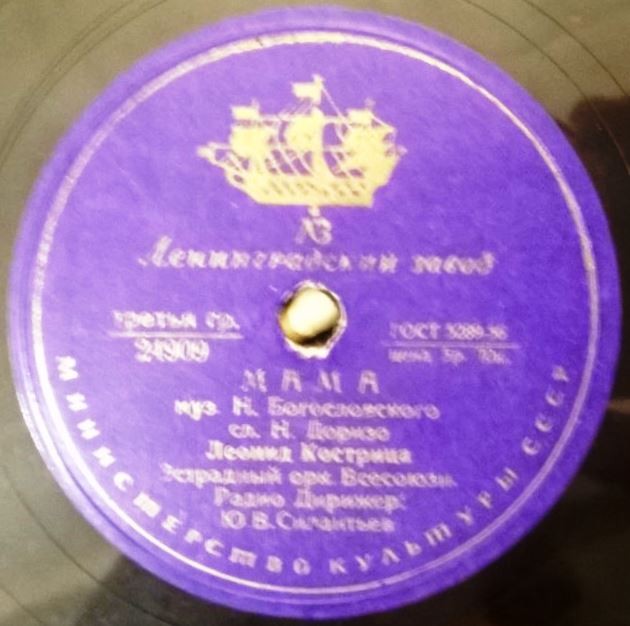 ЛЗ
Ленинградский завод
третья гр.
24909
ГОСТ 5289-56
цена 5р. 70к.
МАМА
муз. Н. Богословского
сл. Н. Доризо
Леонид Кострица
Эстрадный орк. Всесоюзн.
Радио Дирижер:
Ю.В.Силантьев
МИНИСТЕРСТВО КУЛЬТУРЫ СССР